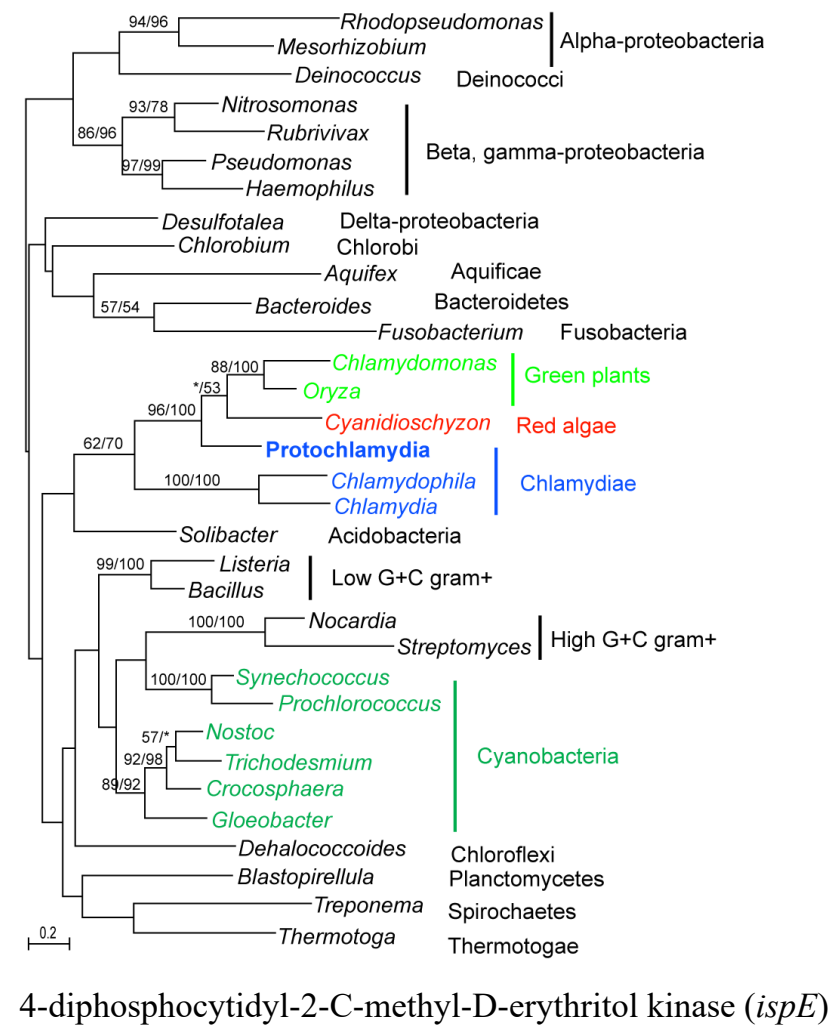 94/96
Rhodopseudomonas
Mesorhizobium
Alpha-proteobacteria
Deinococcus Deinococci
93/78
Nitrosomonas
86/96
Rubrivivax
Beta, gamma-proteobacteria
97/99
Pseudomonas
Haemophilus
Desulfotalea Delta-proteobacteria
Chlorobium Chlorobi
Aquifex Aquificae
57/54
Bacteroides Bacteroidetes
Fusobacterium Fusobacteria
88/100
Chlamydomonas
*/53
Oryza
Green plants
96/100
Cyanidioschyzon Red algae
62/70
Protochlamydia
100/100
Chlamydophila
Chlamydiae
Chlamydia
Solibacter Acidobacteria
99/100
Listeria
Low G+C gram+
Bacillus
100/100
Nocardia
High G+C gram+
Streptomyces
100/100
Synechococcus
Prochlorococcus
57/*
Nostoc
92/98
Trichodesmium
Cyanobacteria
89/92
Crocosphaera
Gloeobacter
Dehalococcoides Chloroflexi
Blastopirellula Planctomycetes
Treponema Spirochaetes
0.2
Thermotoga Thermotogae
4-diphosphocytidyl-2-C-methyl-D-erythritol kinase (ispE)